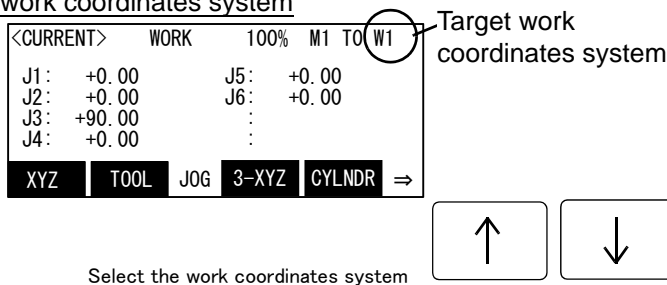 work coordinates system
<CURRENT> WORK 100% M1 T0 W1
Target work
coordinates system
J1: +0.00 J5: +0.00
J2: +0.00 J6: +0.00
J3: +90.00 :
J4: +0.00 :
XYZ TOOL JOG 3-XYZ CYLNDR ⇒
↑ ↓
Select the work coordinates system